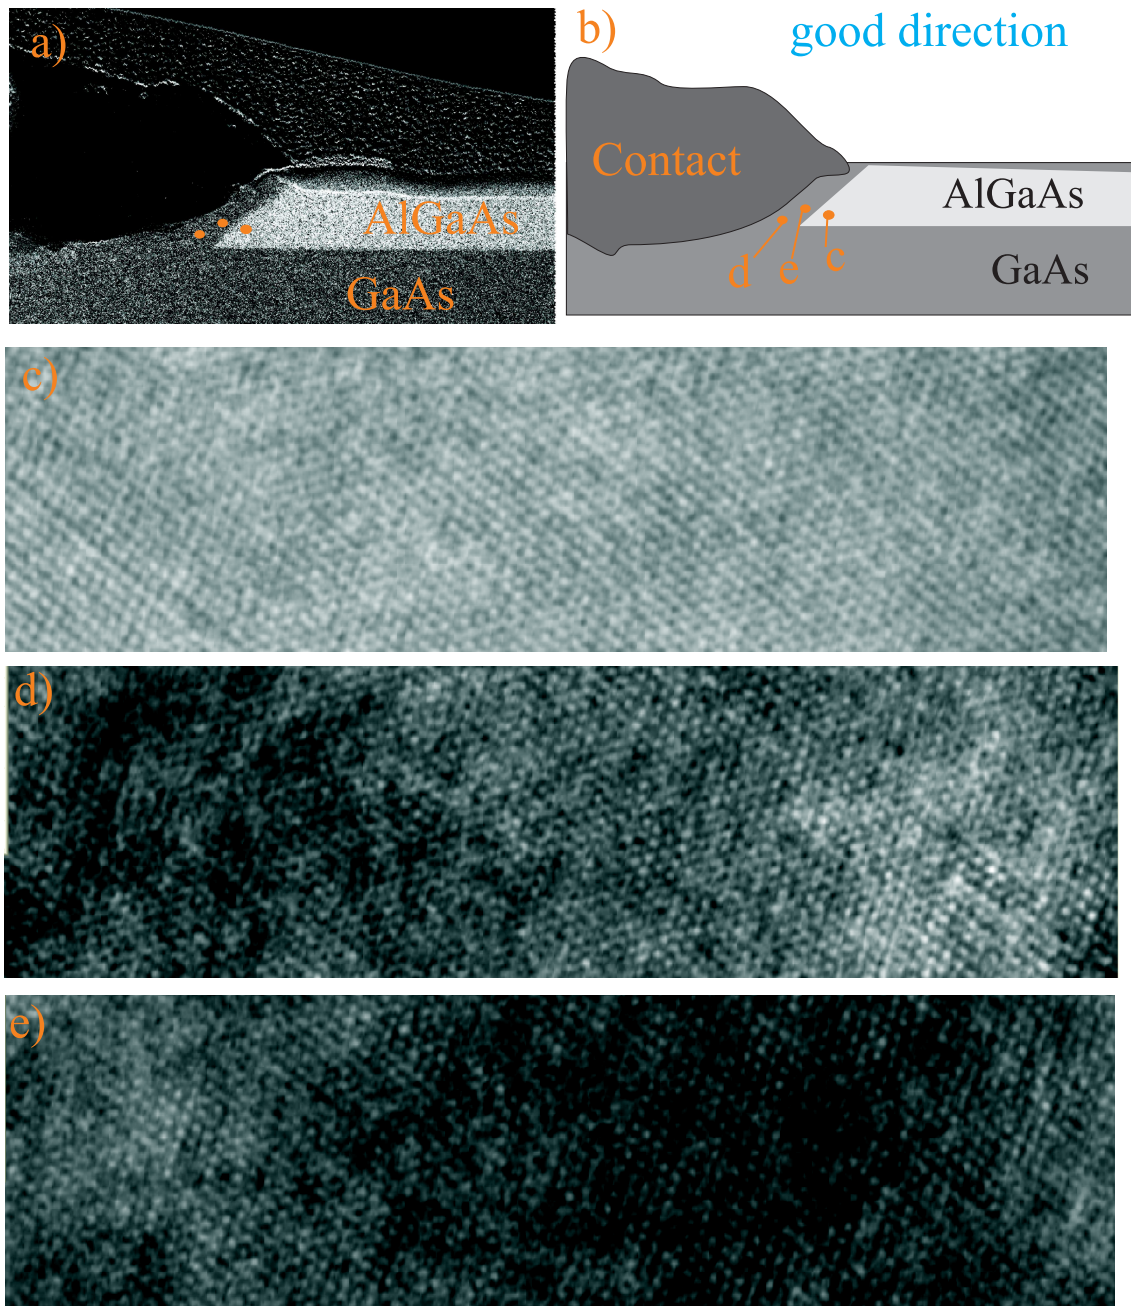 a)
AlGaAs
GaAs
b)
good direction
Contact
AlGaAs
d
e
c
GaAs
c)
d)
e)